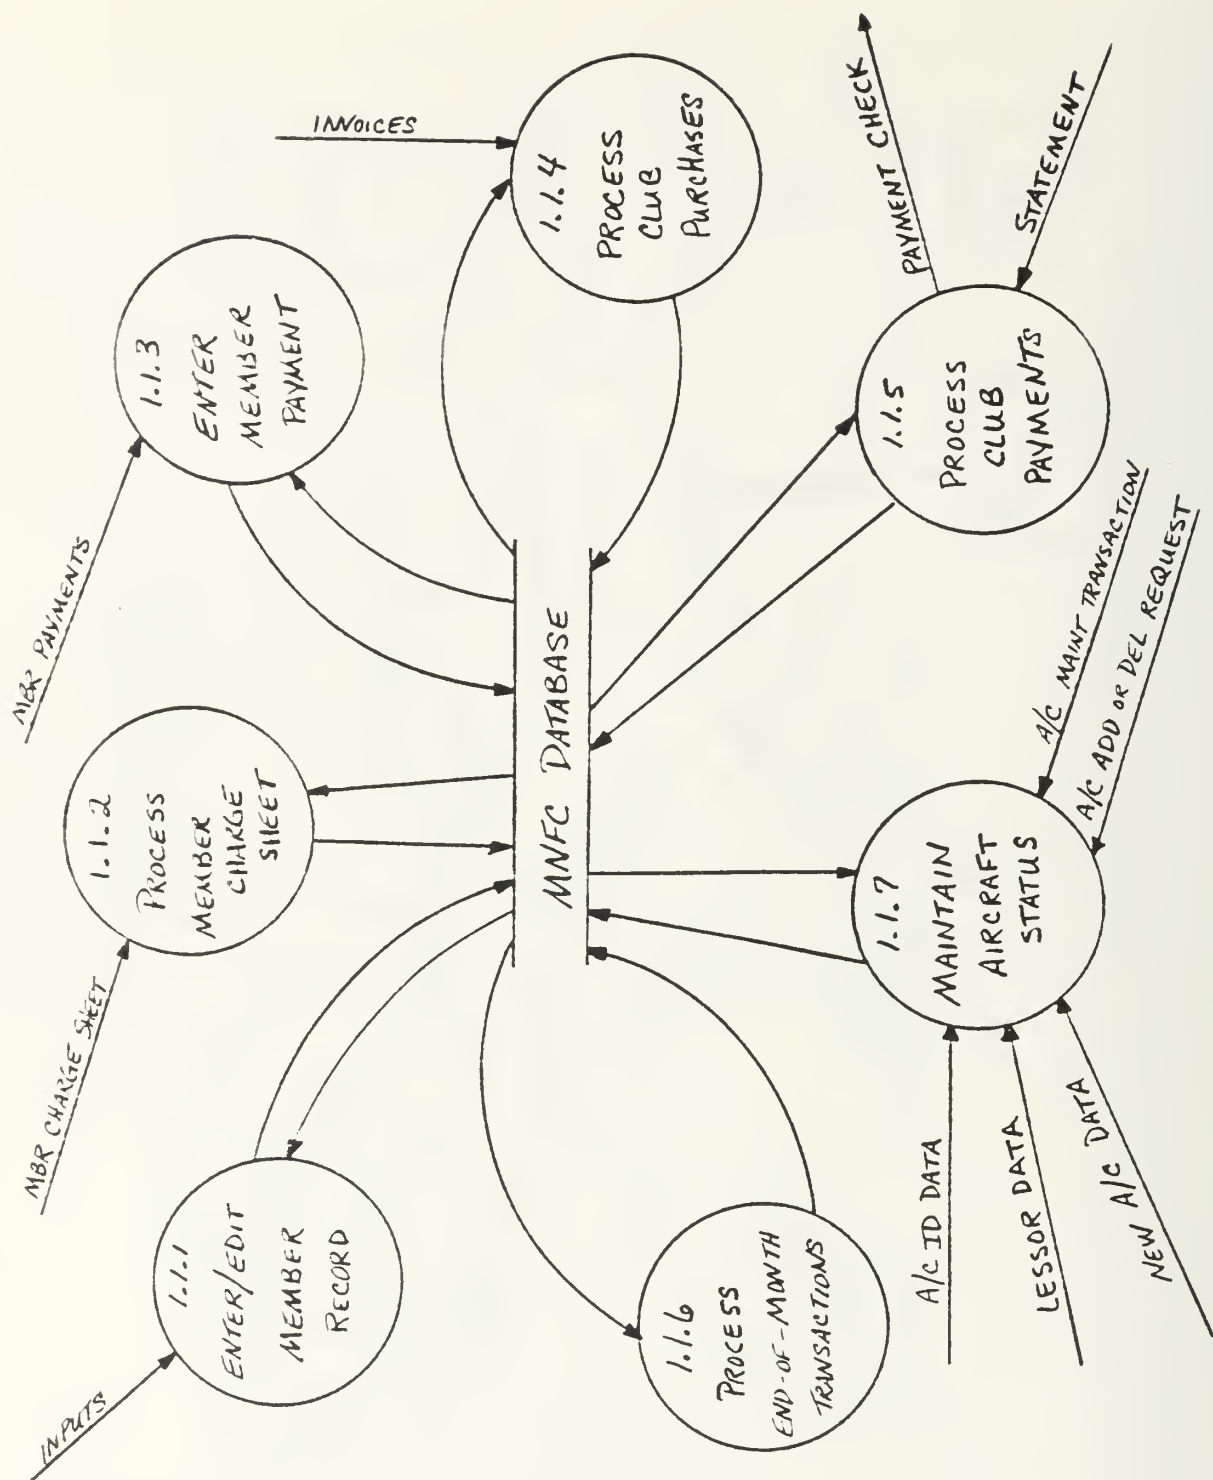 INPUTS
1.1.1
ENTER/EDIT
MEMBER
RECORD
MBR CHARGE SHEET
1.1.2
PROCESS
MEMBER
CHARGE
SHEET
MBR PAYMENTS
1.1.3
ENTER
MEMBER
PAYMENT
INVOICES
1.1.4
PROCESS
CLUB
PURCHASES
MNFC DATABASE
1.1.6
PROCESS
END-OF-MONTH
TRANSACTIONS
1.1.7
MAINTAIN
AIRCRAFT
STATUS
A/C ID DATA
LESSOR DATA
NEW A/C DATA
A/C MAINT TRANSACTION
A/C ADD OR DEL REQUEST
1.1.5
PROCESS
CLUB
PAYMENTS
PAYMENT CHECK
STATEMENT